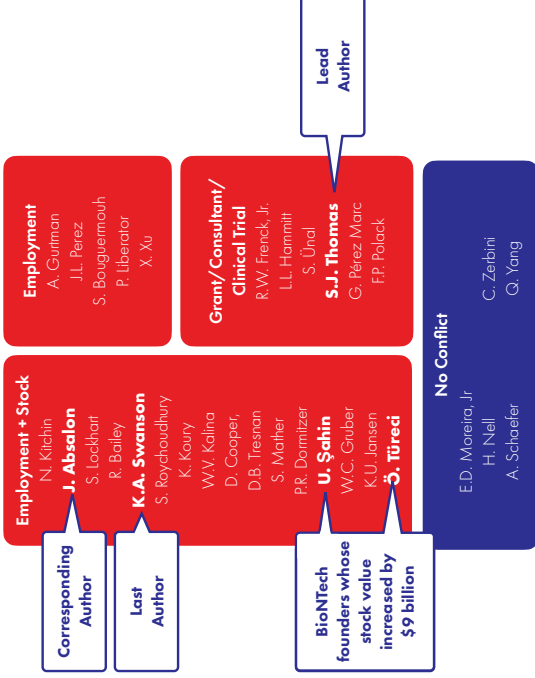 Employment + Stock
N. Kitchin
J. Absalon
S. Lockhart
R. Bailey
K.A. Swanson
S. Roychoudhury
K. Koury
W.V. Kalina
D. Cooper,
D.B. Tresnan
S. Mather
P.R. Dormitzer
U. Şahin
W.C. Gruber
K.U. Jansen
Ö. Türeci
Corresponding
Author
Last
Author
BioNTech
founders whose
stock value
increased by
$9 billion
Employment
A. Gurtman
J.L. Perez
S. Bouguermouh
P. Liberator
X. Xu
Grant/Consultant/
Clinical Trial
R.W. Frenck, Jr.
L.L. Hammitt
S. Ünal
S.J. Thomas
G. Pérez Marc
F.P. Polack
Lead
Author
No Conflict
E.D. Moreira, Jr
H. Nell
A. Schaefer
C. Zerbini
Q. Yang